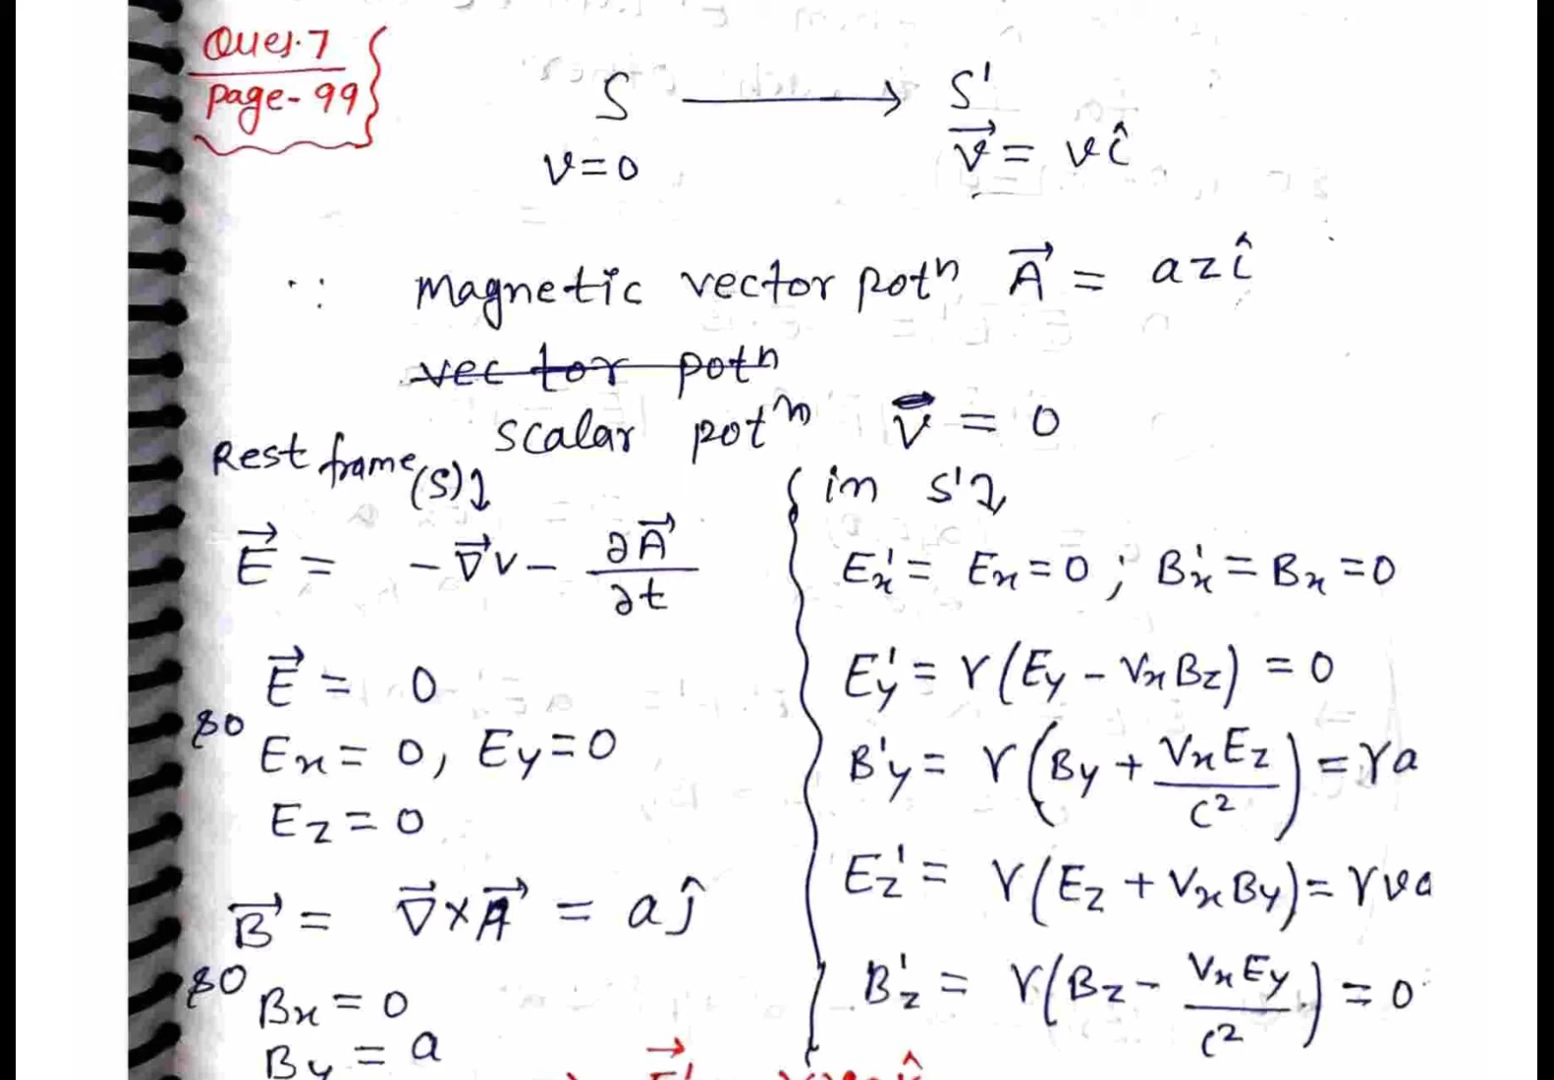 Ques.7
Page-99
S ⟶ S'
v=0
v⃗ = vî
∵ magnetic vector potⁿ A⃗ = azî
vector potⁿ
scalar potⁿ v⃗ = 0
Rest frame(S)↓
E⃗ = -∇⃗v - ∂A⃗/∂t
E⃗ = 0
so
Ex = 0, Ey = 0
Ez = 0
B⃗ = ∇⃗×A⃗ = aĵ
so
Bx = 0
By = a
in S'↓
E'x = Ex = 0 ; B'x = Bx = 0
E'y = γ(Ey - VxBz) = 0
B'y = γ(By + VxEz/c²) = γa
E'z = γ(Ez + VxBy) = γva
B'z = γ(Bz - VxEy/c²) = 0